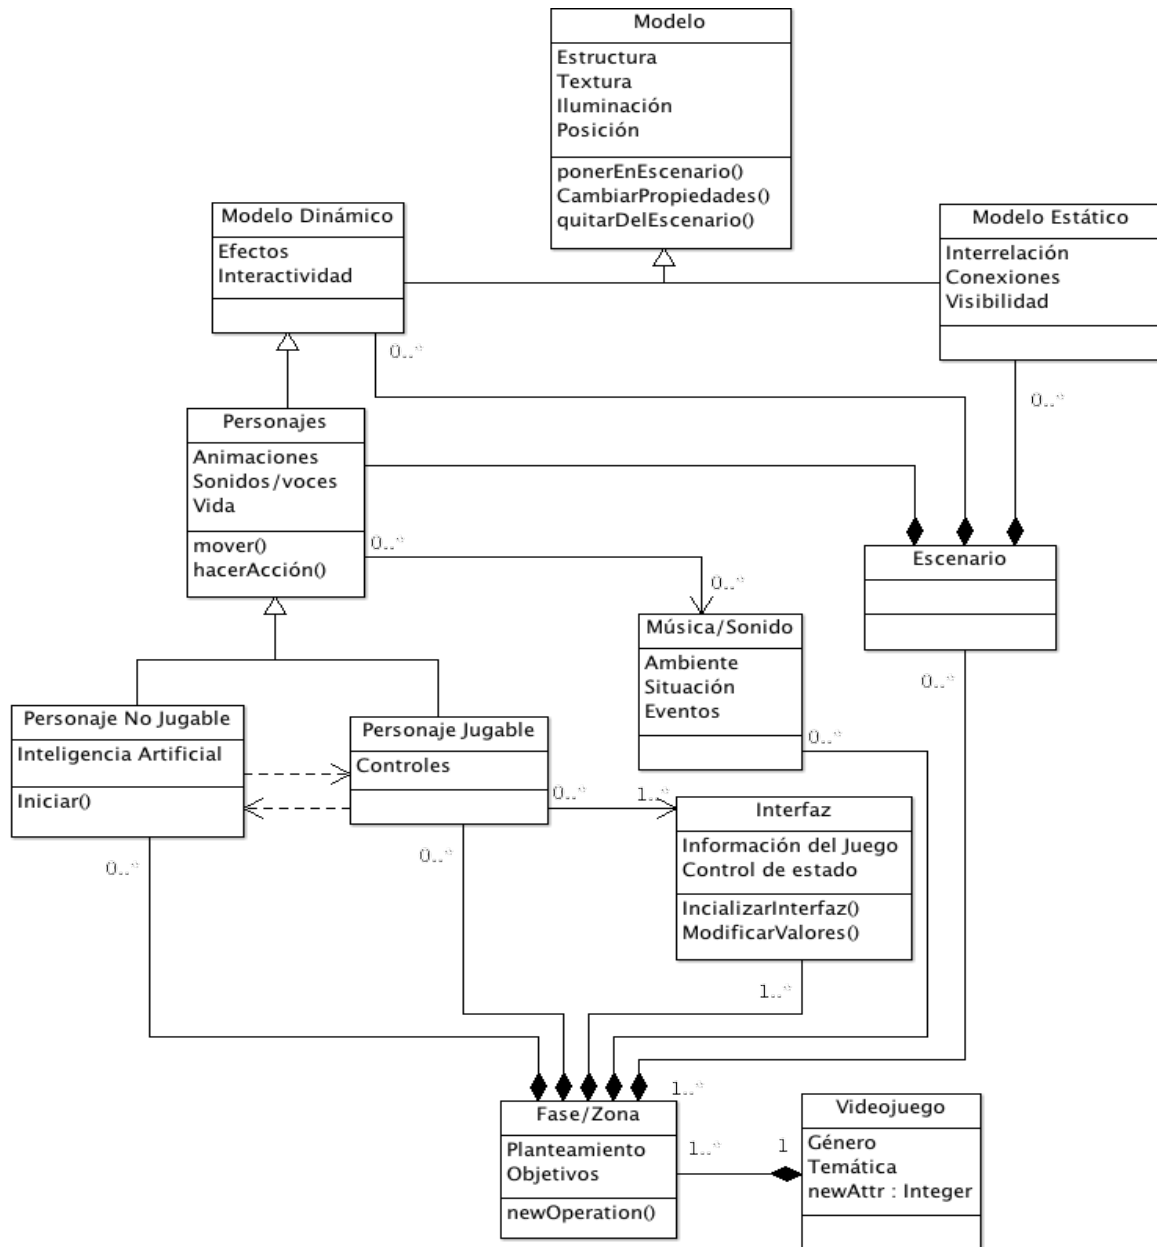 Modelo
Estructura
Textura
Iluminación
Posición
ponerEnEscenario()
CambiarPropiedades()
quitarDelEscenario()
Modelo Dinámico
Efectos
Interactividad
Modelo Estático
Interrelación
Conexiones
Visibilidad
0..*
0..*
Personajes
Animaciones
Sonidos/voces
Vida
mover()
hacerAcción()
0..*
0..*
Escenario
0..*
Música/Sonido
Ambiente
Situación
Eventos
0..*
Personaje No Jugable
Inteligencia Artificial
Iniciar()
0..*
Personaje Jugable
Controles
0..*
1..*
0..*
Interfaz
Información del Juego
Control de estado
IncializarInterfaz()
ModificarValores()
1..*
1..*
Fase/Zona
Planteamiento
Objetivos
newOperation()
1..*
1
Videojuego
Género
Temática
newAttr : Integer